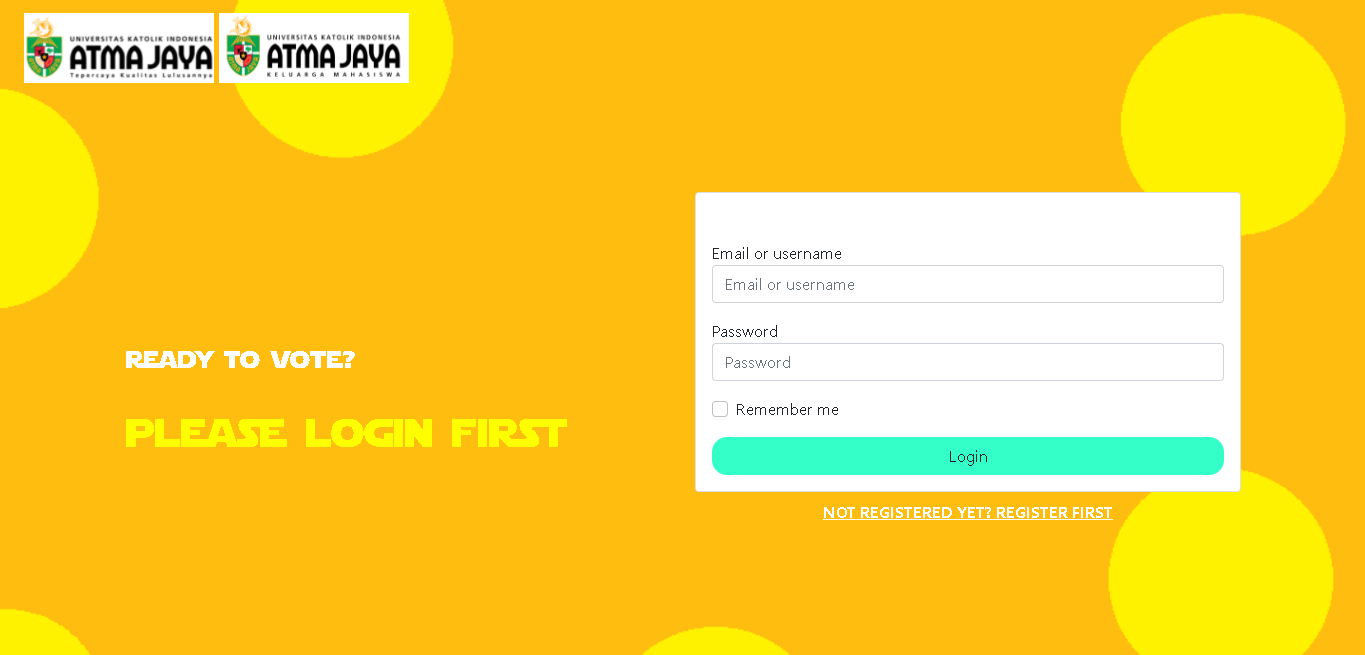 UNIVERSITAS KATOLIK INDONESIA
ATMA JAYA
Tepercaya Kualitas Lulusannya
UNIVERSITAS KATOLIK INDONESIA
ATMA JAYA
KELUARGA MAHASISWA
READY TO VOTE?
PLEASE LOGIN FIRST
Email or username
Email or username
Password
Password
Remember me
Login
NOT REGISTERED YET? REGISTER FIRST